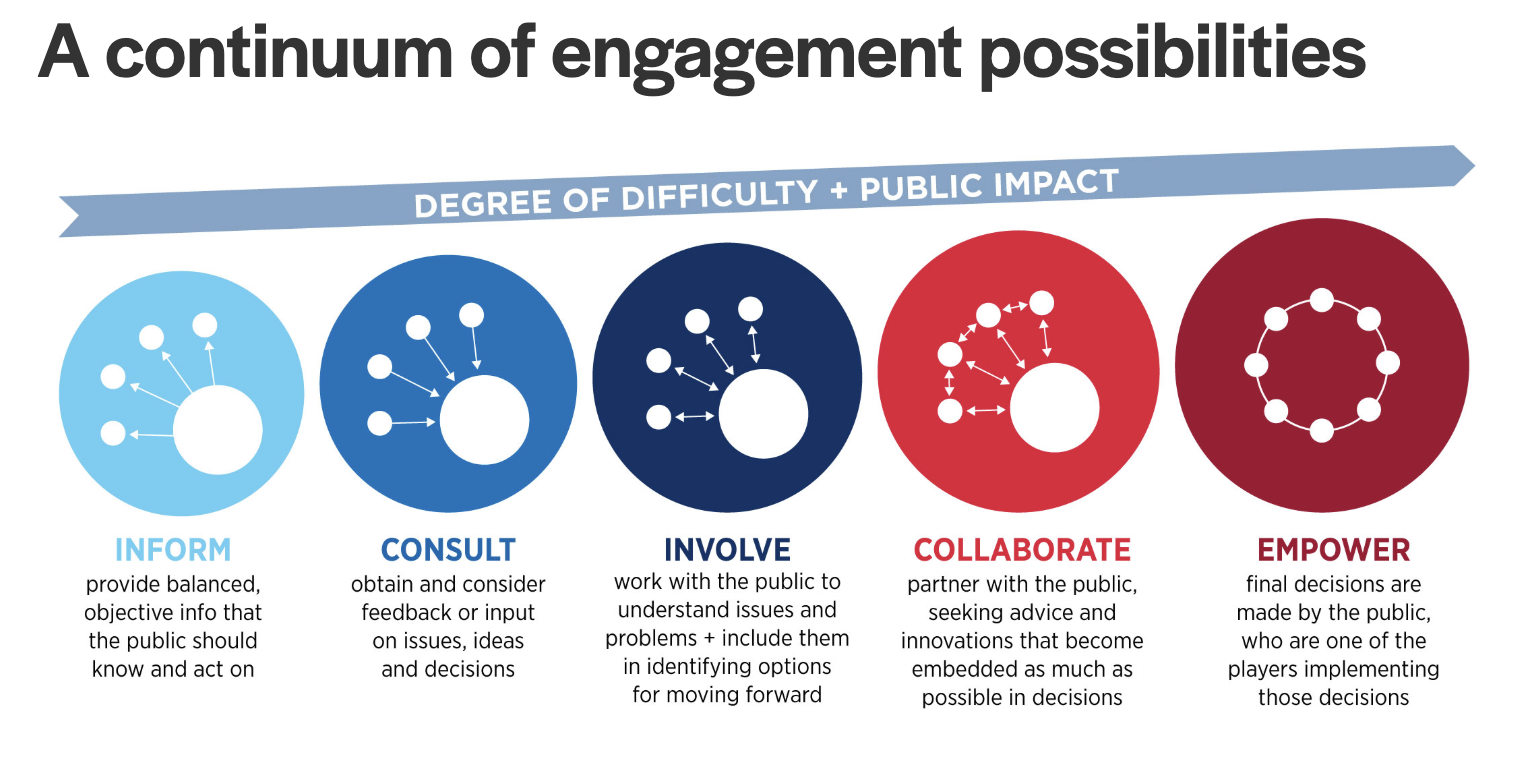 A continuum of engagement possibilities
DEGREE OF DIFFICULTY + PUBLIC IMPACT
INFORM
provide balanced,
objective info that
the public should
know and act on
CONSULT
obtain and consider
feedback or input
on issues, ideas
and decisions
INVOLVE
work with the public to
understand issues and
problems + include them
in identifying options
for moving forward
COLLABORATE
partner with the public,
seeking advice and
innovations that become
embedded as much as
possible in decisions
EMPOWER
final decisions are
made by the public,
who are one of the
players implementing
those decisions